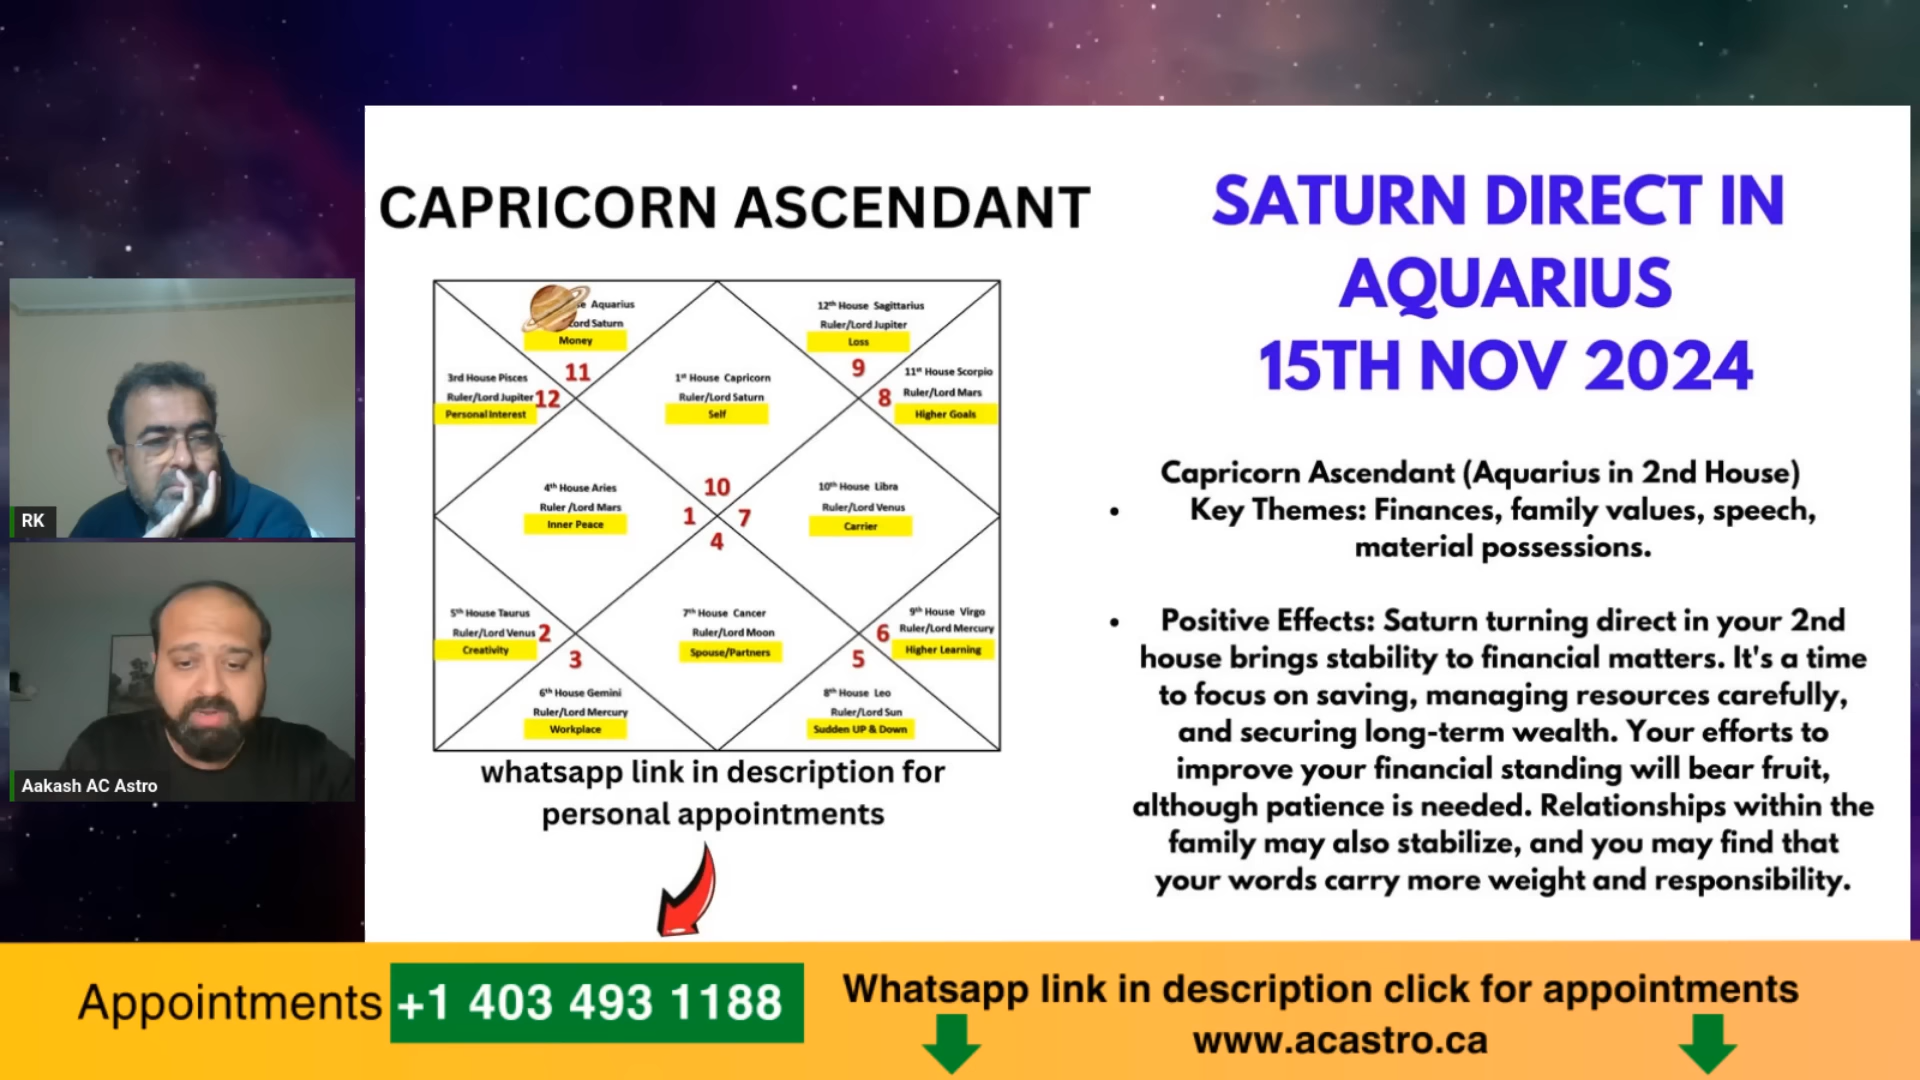 CAPRICORN ASCENDANT
e Aquarius
ord Saturn
Money
11
12th House Sagittarius
Ruler/Lord Jupiter
Loss
9
3rd House Pisces
Ruler/Lord Jupiter
12
Personal Interest
1st House Capricorn
Ruler/Lord Saturn
Self
11st House Scorpio
8
Ruler/Lord Mars
Higher Goals
4th House Aries
Ruler /Lord Mars
Inner Peace
10
1
7
4
10th House Libra
Ruler/Lord Venus
Carrier
5th House Taurus
Ruler/Lord Venus
2
Creativity
3
6th House Gemini
Ruler/Lord Mercury
Workplace
7th House Cancer
Ruler/Lord Moon
Spouse/Partners
9th House Virgo
6
Ruler/Lord Mercury
Higher Learning
5
8th House Leo
Ruler/Lord Sun
Sudden UP & Down
whatsapp link in description for
personal appointments
SATURN DIRECT IN
AQUARIUS
15TH NOV 2024
Capricorn Ascendant (Aquarius in 2nd House)
• Key Themes: Finances, family values, speech,
material possessions.
• Positive Effects: Saturn turning direct in your 2nd
house brings stability to financial matters. It's a time
to focus on saving, managing resources carefully,
and securing long-term wealth. Your efforts to
improve your financial standing will bear fruit,
although patience is needed. Relationships within the
family may also stabilize, and you may find that
your words carry more weight and responsibility.
RK
Aakash AC Astro
Appointments +1 403 493 1188
Whatsapp link in description click for appointments
www.acastro.ca